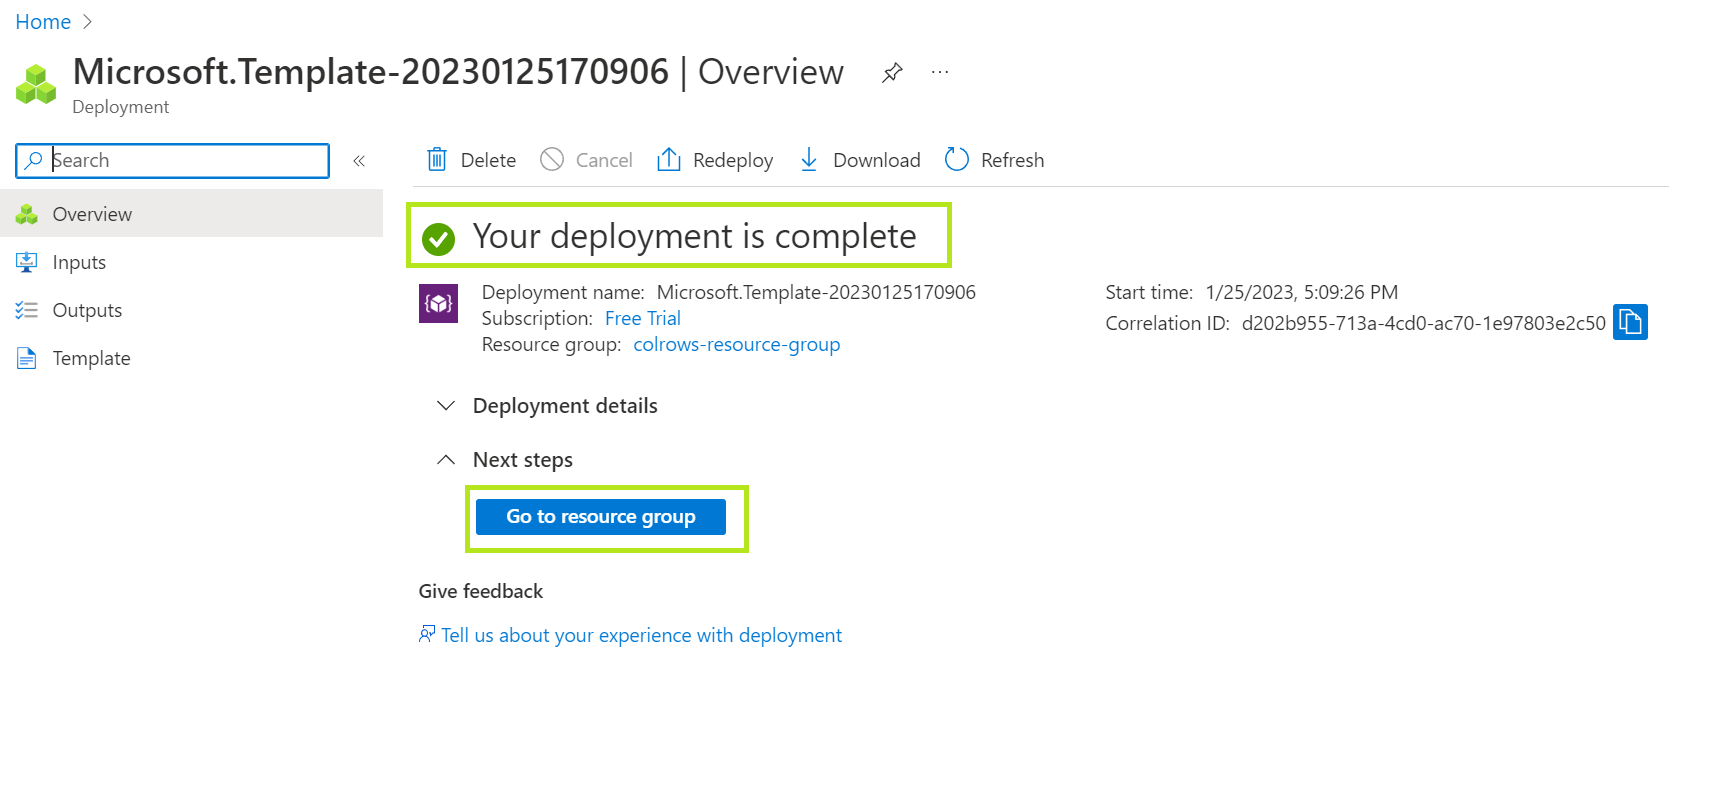 Home
Microsoft.Template-20230125170906 | Overview
Deployment
Search
Delete Cancel Redeploy Download Refresh
Overview
Inputs
Outputs
Template
Your deployment is complete
Deployment name: Microsoft.Template-20230125170906
Subscription: Free Trial
Resource group: colrows-resource-group
Start time: 1/25/2023, 5:09:26 PM
Correlation ID: d202b955-713a-4cd0-ac70-1e97803e2c50
Deployment details
Next steps
Go to resource group
Give feedback
Tell us about your experience with deployment